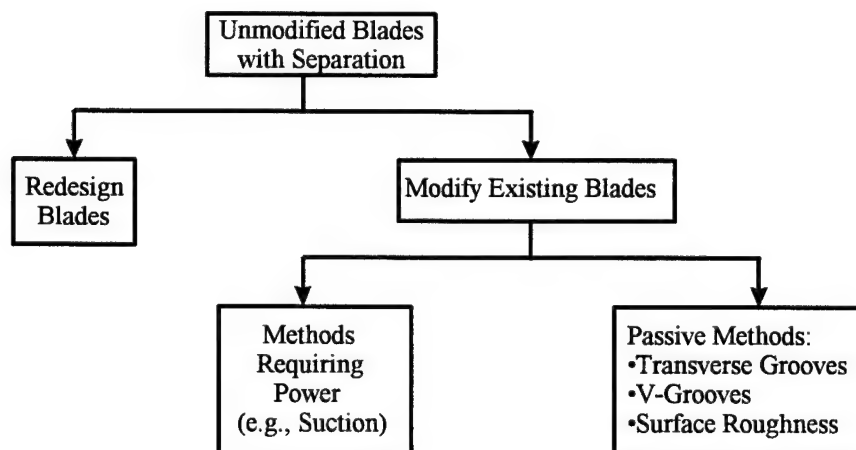 Unmodified Blades
with Separation
Redesign
Blades
Modify Existing Blades
Methods
Requiring
Power
(e.g., Suction)
Passive Methods:
•Transverse Grooves
•V-Grooves
•Surface Roughness